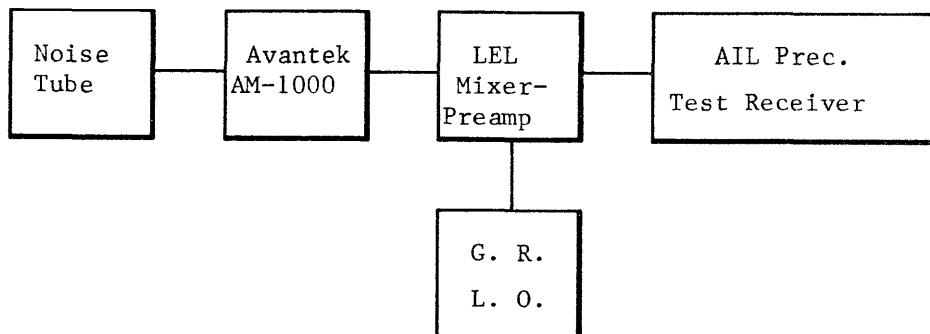 Noise
Tube
Avantek
AM-1000
LEL
Mixer-
Preamp
AIL Prec.
Test Receiver
G. R.
L. O.